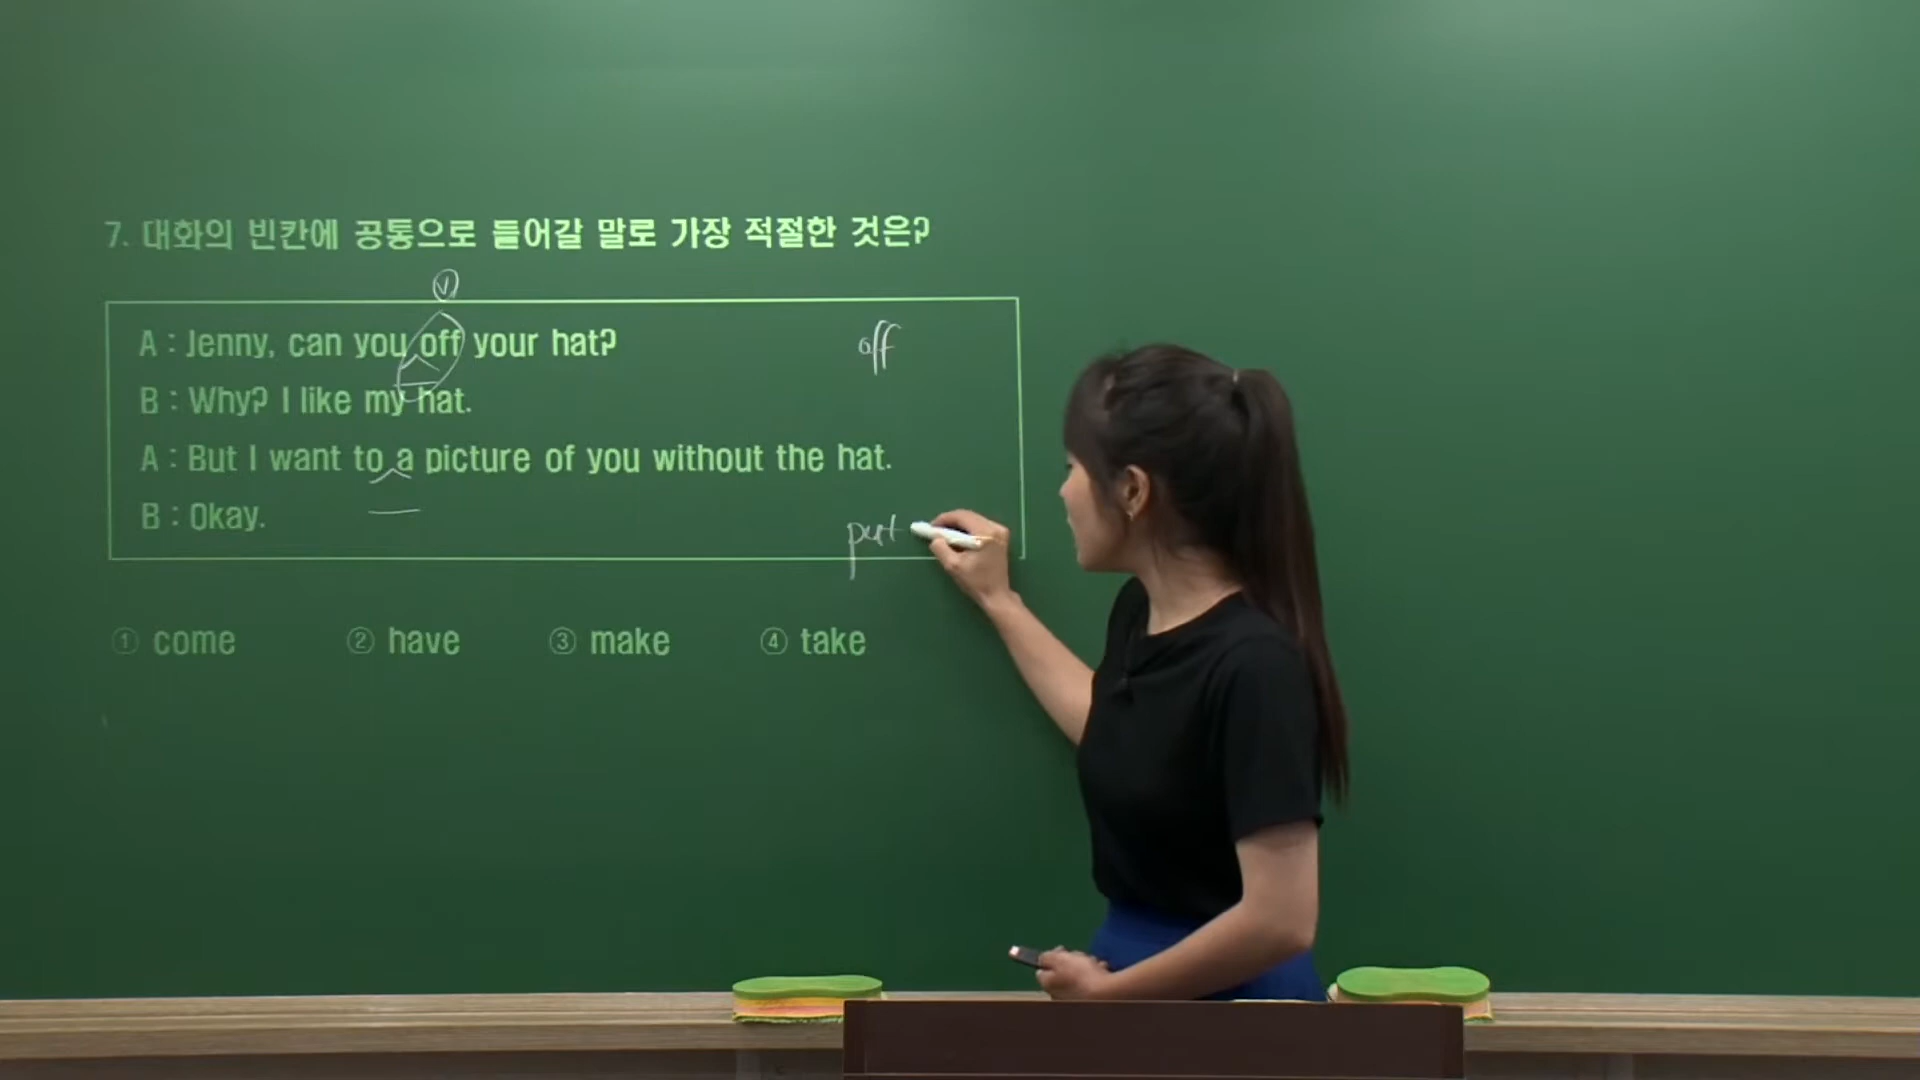 7. 대화의 빈칸에 공통으로 들어갈 말로 가장 적절한 것은?
V
A : Jenny, can you off your hat?
off
B : Why? I like my hat.
A : But I want to a picture of you without the hat.
B : Okay.
put
① come ② have ③ make ④ take